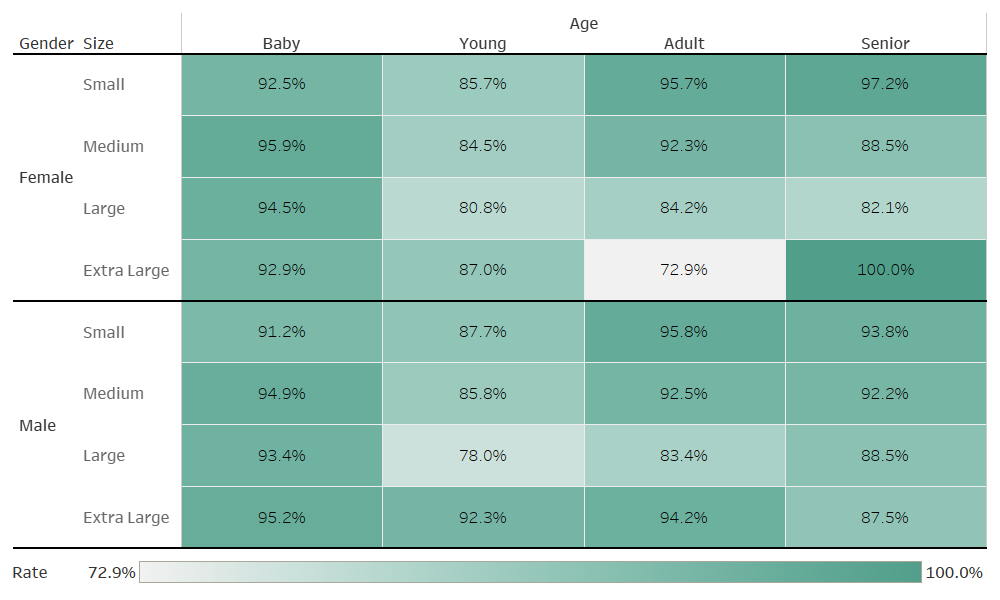 Age
Gender Size Baby Young Adult Senior
Small 92.5% 85.7% 95.7% 97.2%
Medium 95.9% 84.5% 92.3% 88.5%
Female
Large 94.5% 80.8% 84.2% 82.1%
Extra Large 92.9% 87.0% 72.9% 100.0%
Small 91.2% 87.7% 95.8% 93.8%
Medium 94.9% 85.8% 92.5% 92.2%
Male
Large 93.4% 78.0% 83.4% 88.5%
Extra Large 95.2% 92.3% 94.2% 87.5%
Rate 72.9% 100.0%